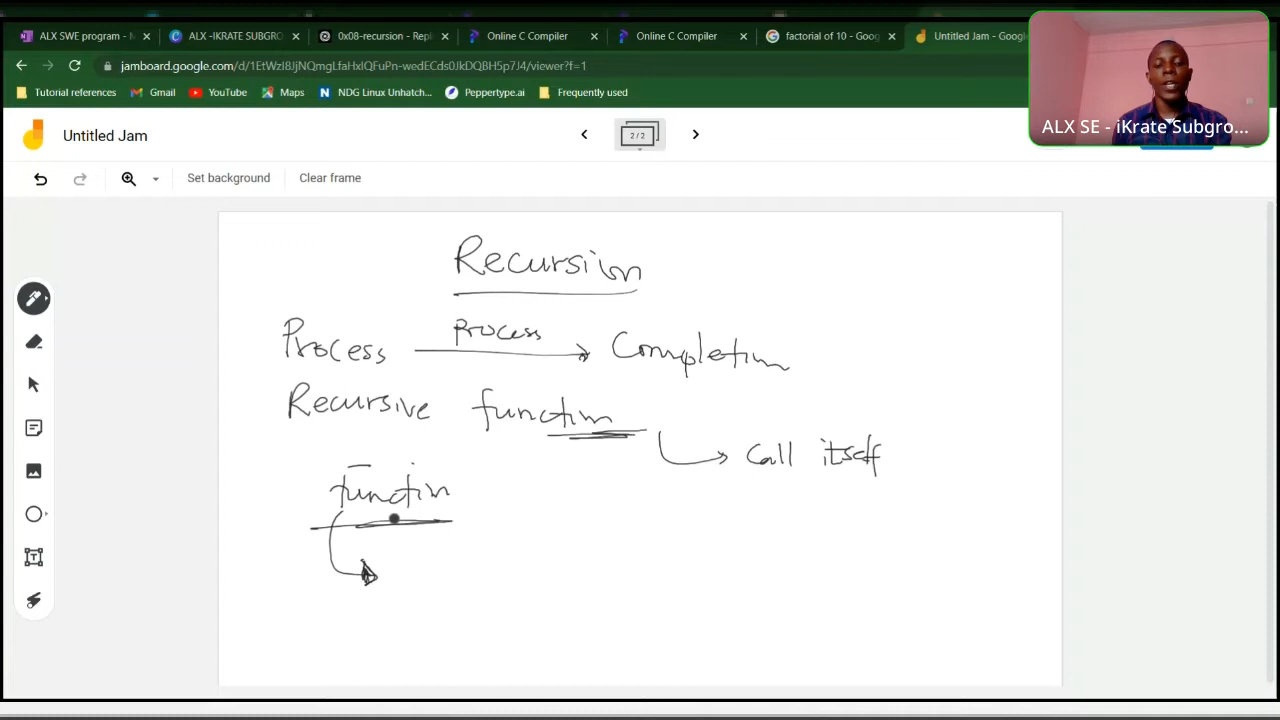 ALX SWE program - M
ALX -IKRATE SUBGRO
0x08-recursion - Repl
Online C Compiler
Online C Compiler
factorial of 10 - Goog
Untitled Jam - Google
jamboard.google.com/d/1EtWzI8JjNQmgLfaHxIQFuPn-wedECds0JkDQBH5p7J4/viewer?f=1
Tutorial references
Gmail
YouTube
Maps
NDG Linux Unhatch...
Peppertype.ai
Frequently used
ALX SE - iKrate Subgro...
Untitled Jam
2 / 2
Set background
Clear frame
Recursion
Process process Completion
Recursive function
Call itself
function